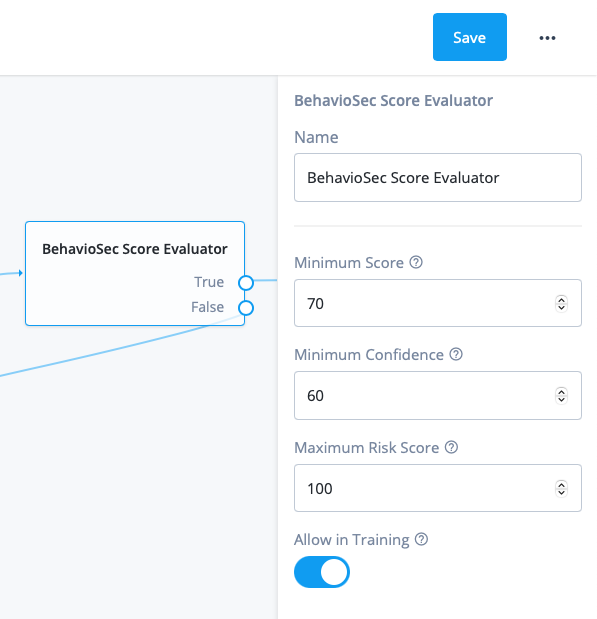 Save
BehavioSec Score Evaluator
Name
BehavioSec Score Evaluator
BehavioSec Score Evaluator
True
False
Minimum Score
70
Minimum Confidence
60
Maximum Risk Score
100
Allow in Training